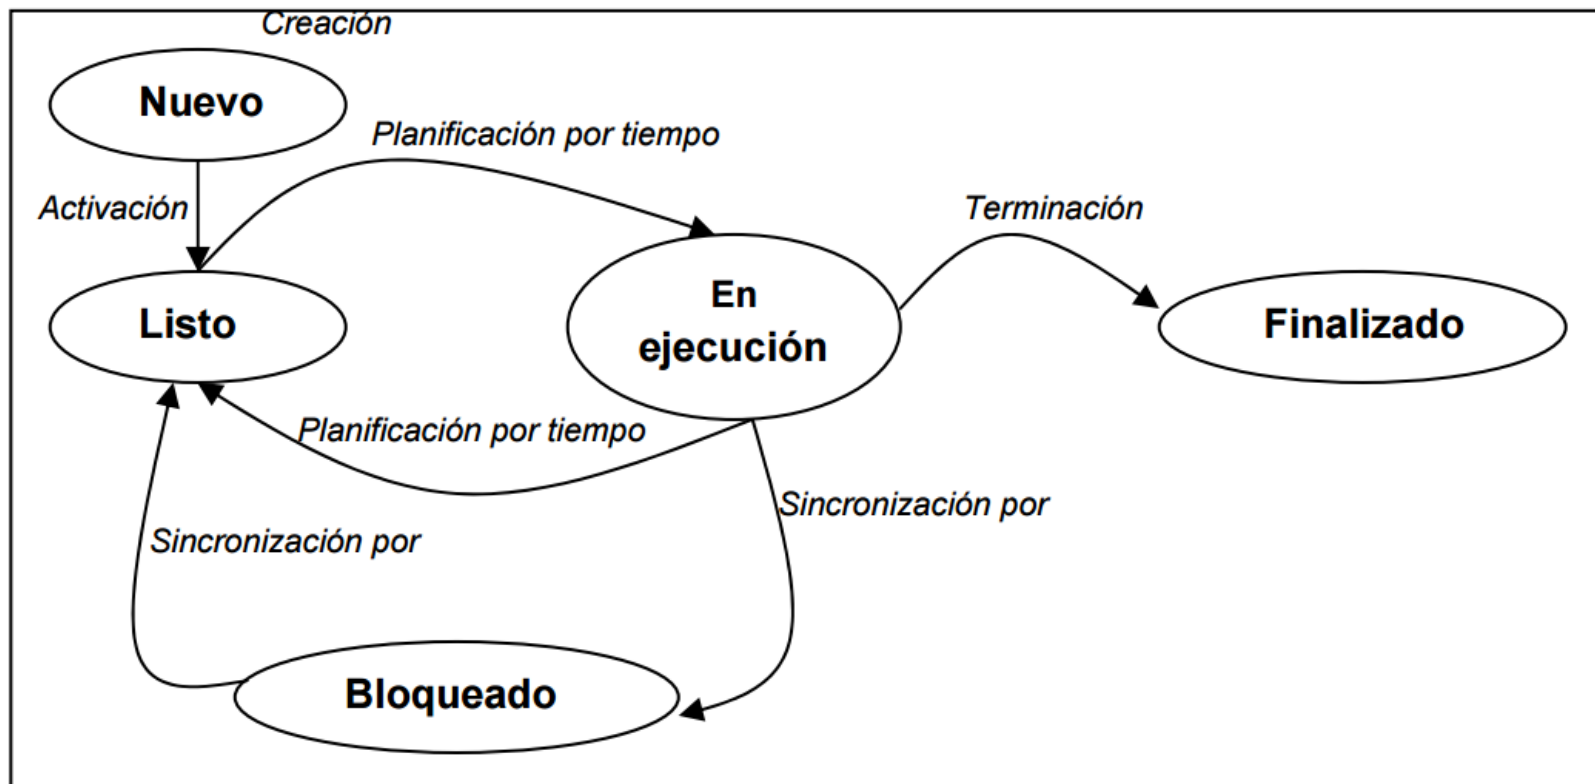 Creación
Nuevo
Planificación por tiempo
Activación
Terminación
En
ejecución
Listo
Finalizado
Planificación por tiempo
Sincronización por
Sincronización por
Bloqueado